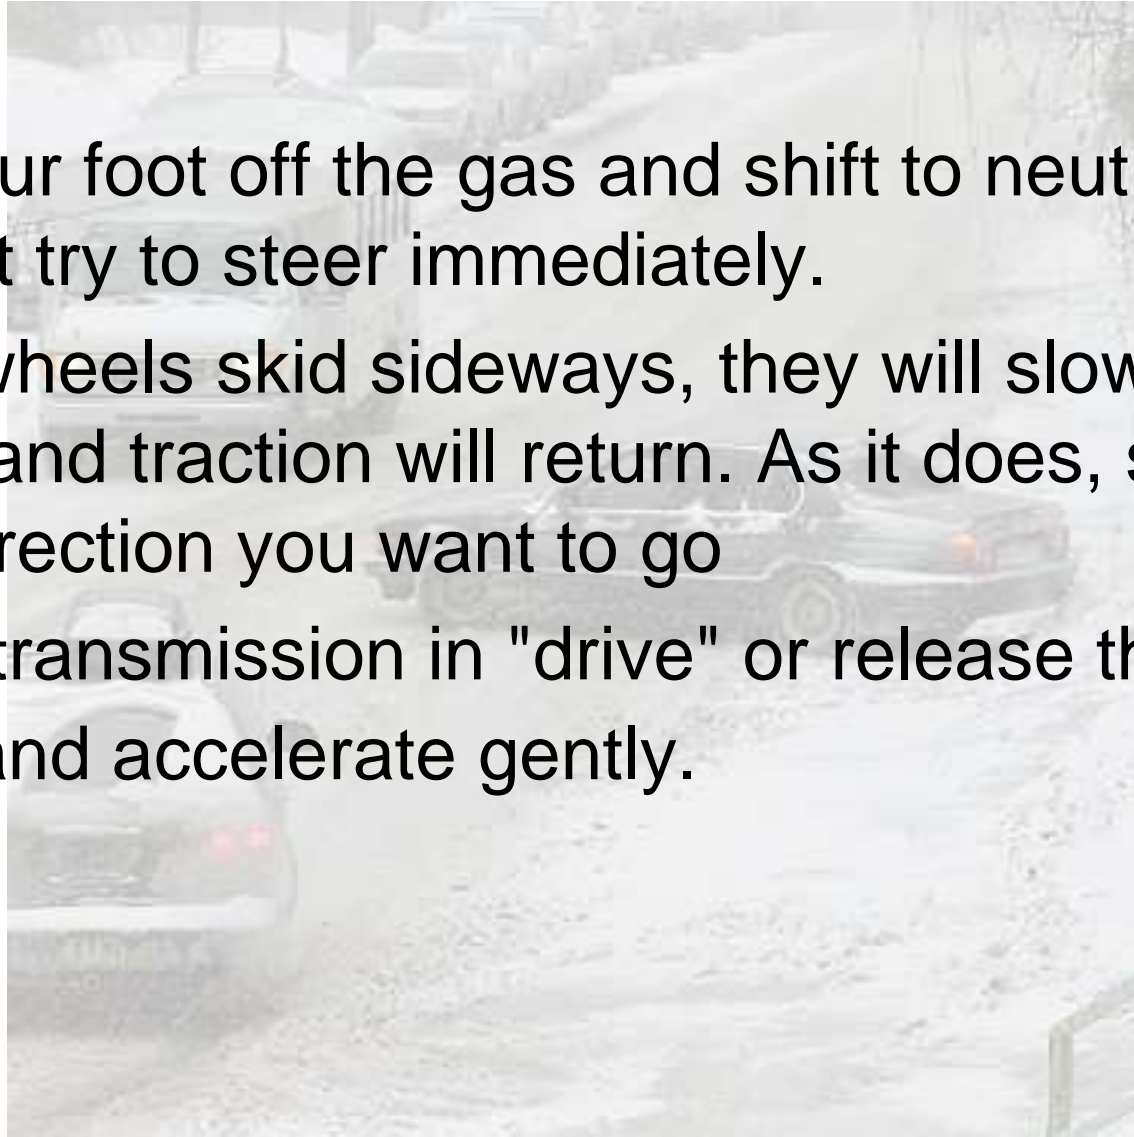 ur foot off the gas and shift to neut
t try to steer immediately.
wheels skid sideways, they will slow
and traction will return. As it does, s
rection you want to go
transmission in "drive" or release th
and accelerate gently.